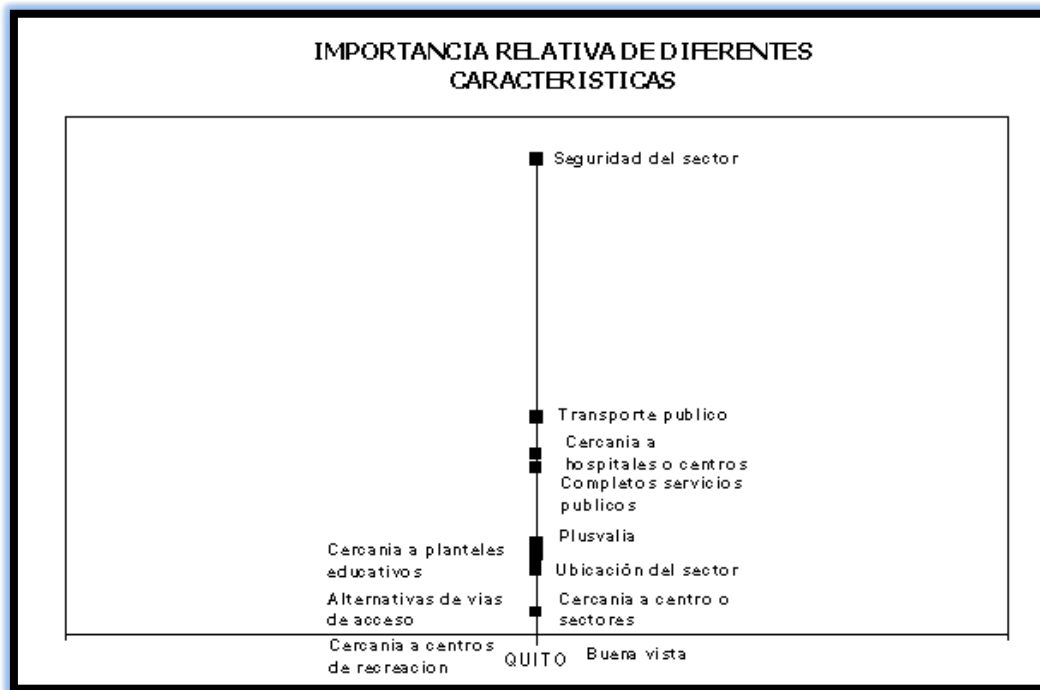 IMPORTANCIA RELATIVA DE DIFERENTES
CARACTERISTICAS
Seguridad del sector
Transporte publico
Cercania a
hospitales o centros
Completos servicios
publicos
Plusvalia
Cercania a planteles
educativos
Ubicación del sector
Alternativas de vias
de acceso
Cercania a centro o
sectores
Cercania a centros
de recreacion
QUITO
Buena vista